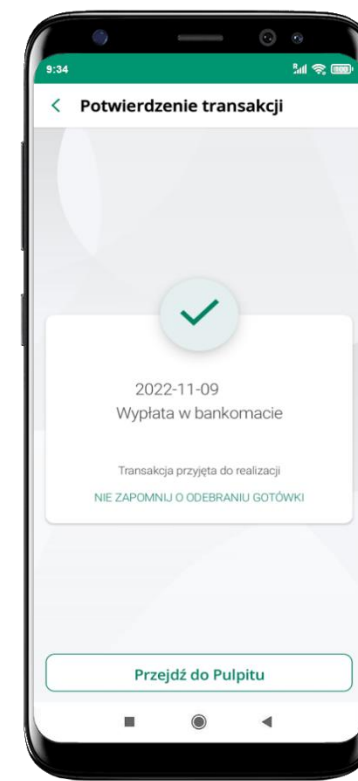 9:34
Potwierdzenie transakcji
2022-11-09
Wypłata w bankomacie
Transakcja przyjęta do realizacji
NIE ZAPOMNIJ O ODEBRANIU GOTÓWKI
Przejdź do Pulpitu